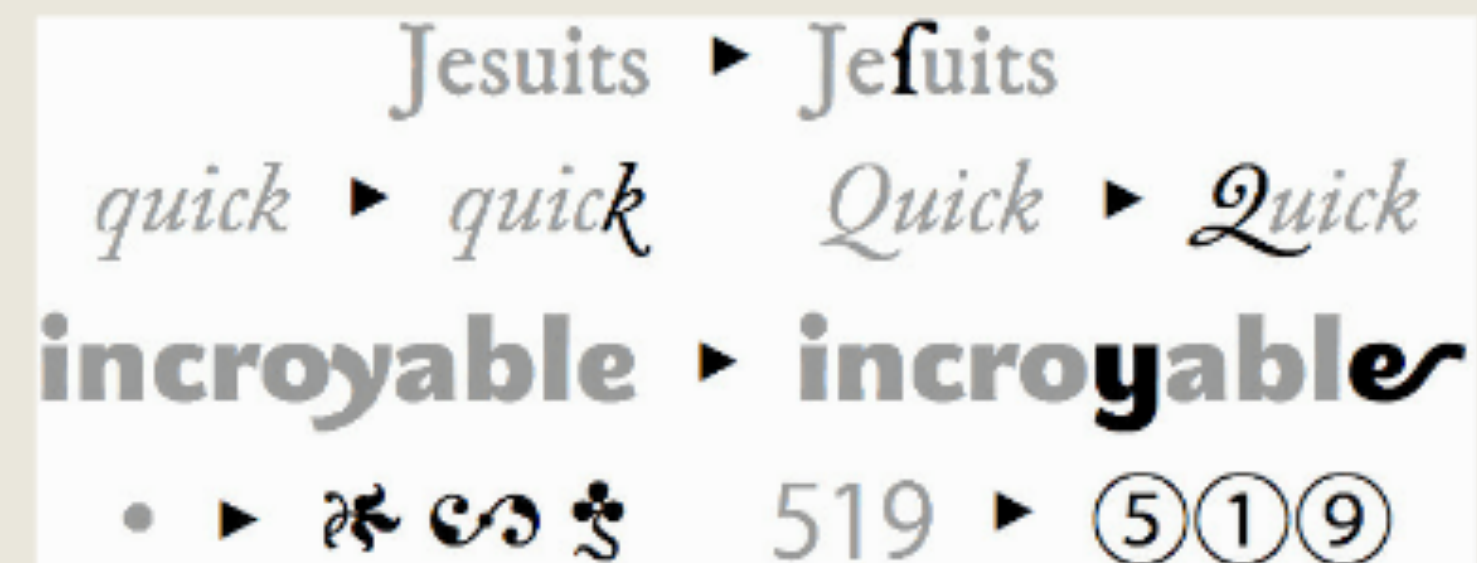 Jesuits ▶ Jeſuits
quick ▶ quick Quick ▶ Quick
incroyable ▶ incroyable
• ▶ 519 ▶ ⑤①⑨